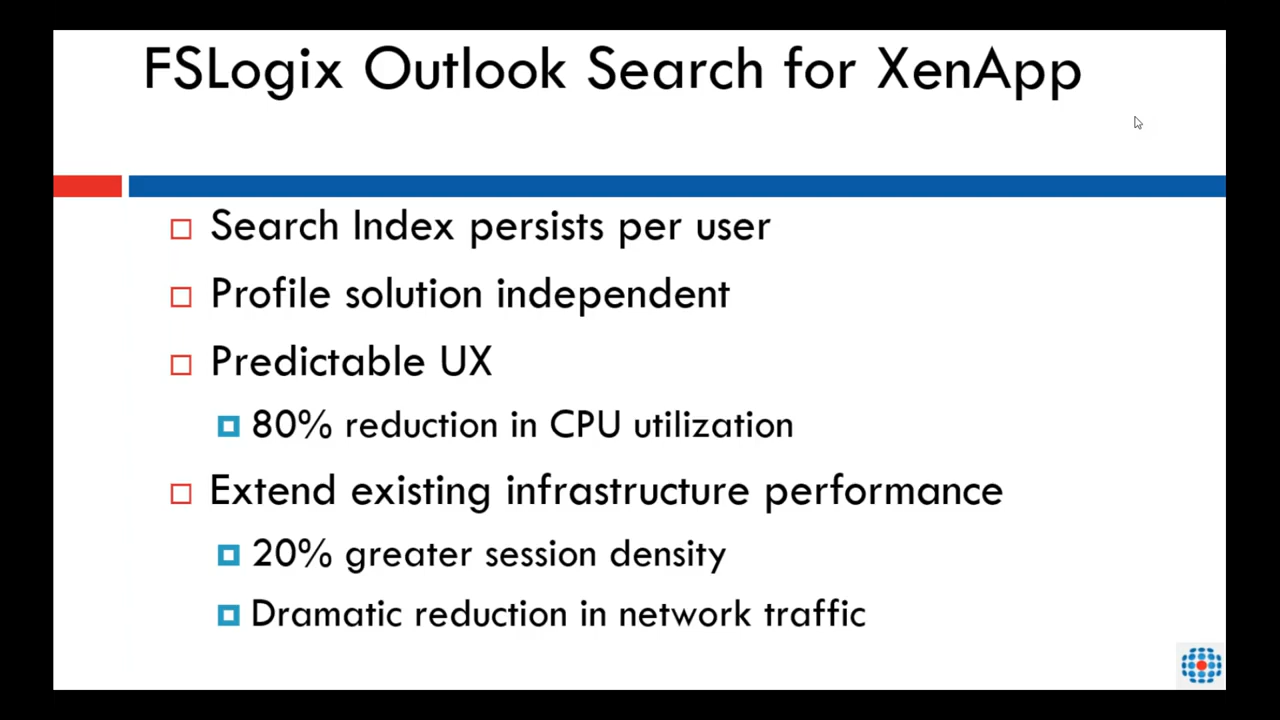 FSLogix Outlook Search for XenApp
Search Index persists per user
Profile solution independent
Predictable UX
80% reduction in CPU utilization
Extend existing infrastructure performance
20% greater session density
Dramatic reduction in network traffic